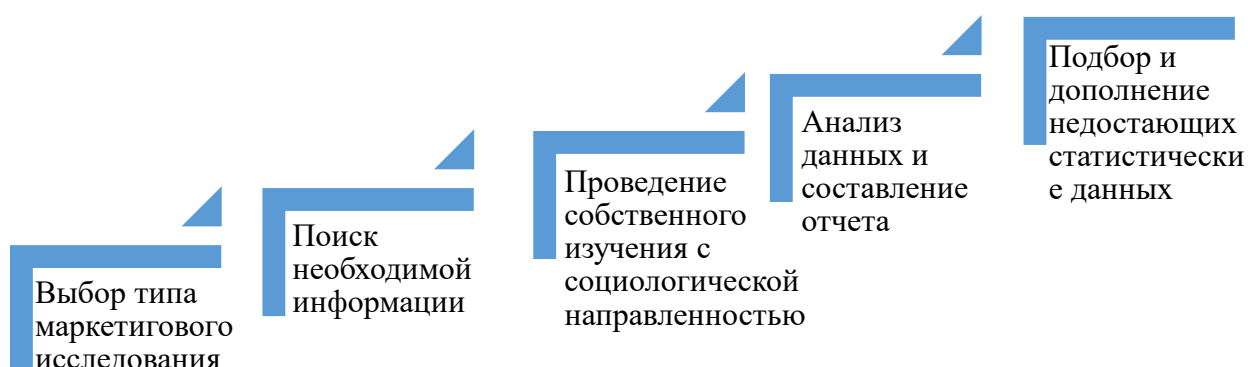 Выбор типа
маркетигового
исследования
Поиск
необходимой
информации
Проведение
собственного
изучения с
социологической
направленностью
Анализ
данных и
составление
отчета
Подбор и
дополнение
недостающих
статистически
е данных